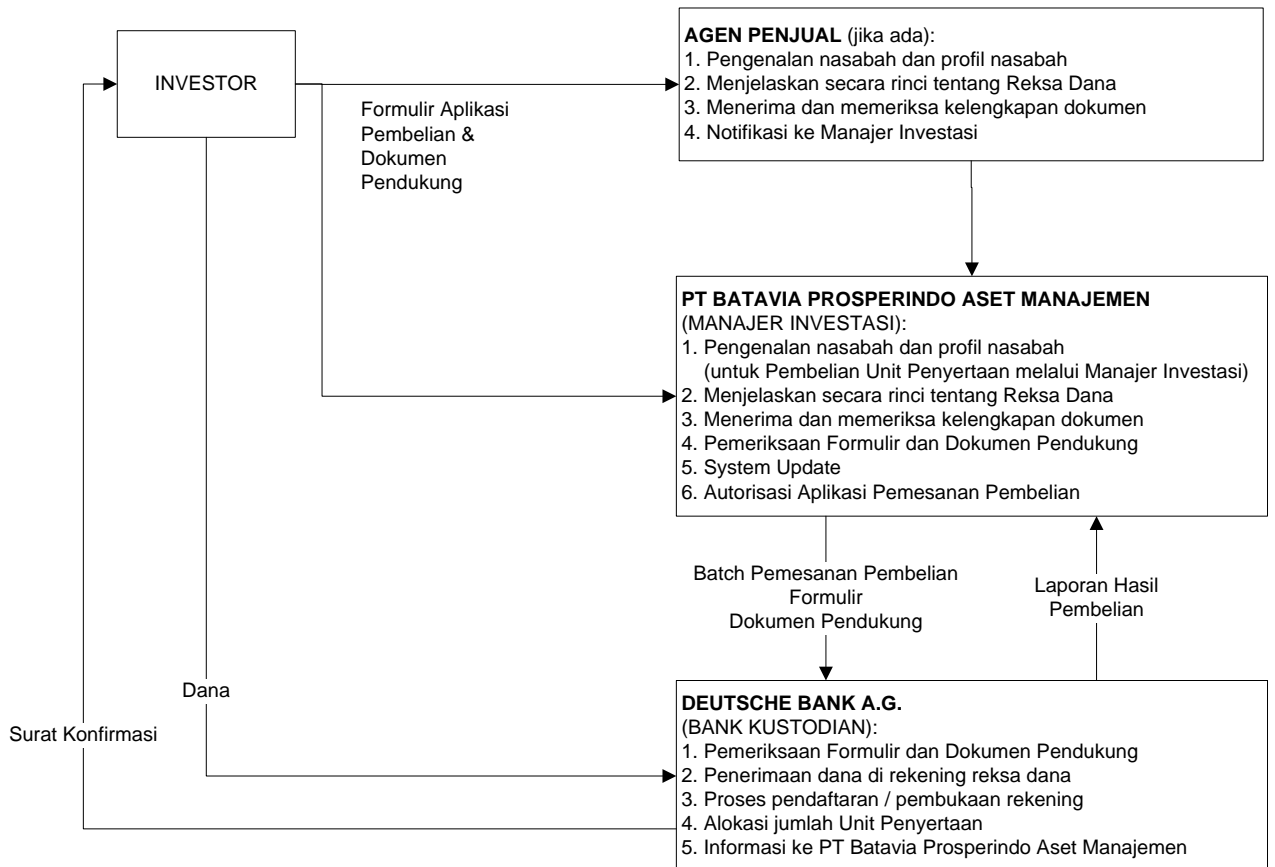 INVESTOR
AGEN PENJUAL (jika ada):
1. Pengenalan nasabah dan profil nasabah
2. Menjelaskan secara rinci tentang Reksa Dana
3. Menerima dan memeriksa kelengkapan dokumen
4. Notifikasi ke Manajer Investasi
Formulir Aplikasi
Pembelian &
Dokumen
Pendukung
PT BATAVIA PROSPERINDO ASET MANAJEMEN
(MANAJER INVESTASI):
1. Pengenalan nasabah dan profil nasabah
(untuk Pembelian Unit Penyertaan melalui Manajer Investasi)
2. Menjelaskan secara rinci tentang Reksa Dana
3. Menerima dan memeriksa kelengkapan dokumen
4. Pemeriksaan Formulir dan Dokumen Pendukung
5. System Update
6. Autorisasi Aplikasi Pemesanan Pembelian
Batch Pemesanan Pembelian
Formulir
Dokumen Pendukung
Laporan Hasil
Pembelian
Dana
Surat Konfirmasi
DEUTSCHE BANK A.G.
(BANK KUSTODIAN):
1. Pemeriksaan Formulir dan Dokumen Pendukung
2. Penerimaan dana di rekening reksa dana
3. Proses pendaftaran / pembukaan rekening
4. Alokasi jumlah Unit Penyertaan
5. Informasi ke PT Batavia Prosperindo Aset Manajemen